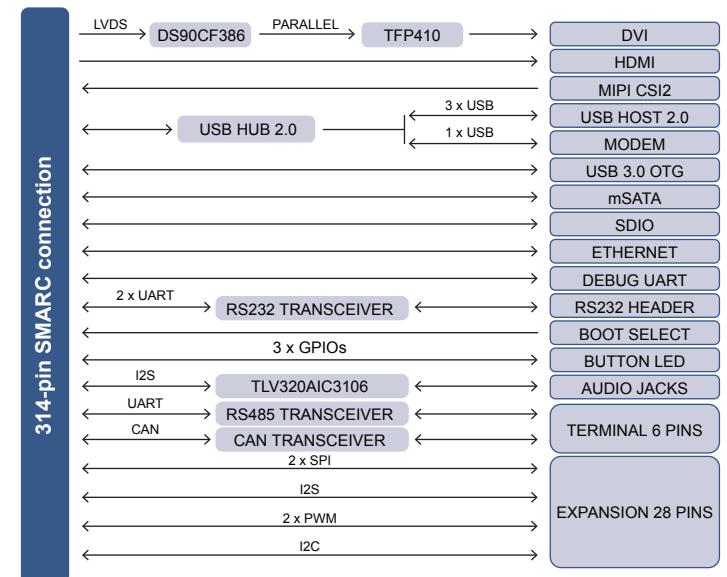 314-pin SMARC connection
LVDS
DS90CF386
PARALLEL
TFP410
DVI
HDMI
MIPI CSI2
3 x USB
USB HOST 2.0
USB HUB 2.0
1 x USB
MODEM
USB 3.0 OTG
mSATA
SDIO
ETHERNET
DEBUG UART
2 x UART
RS232 TRANSCEIVER
RS232 HEADER
BOOT SELECT
3 x GPIOs
BUTTON LED
I2S
TLV320AIC3106
AUDIO JACKS
UART
RS485 TRANSCEIVER
TERMINAL 6 PINS
CAN
CAN TRANSCEIVER
2 x SPI
I2S
EXPANSION 28 PINS
2 x PWM
I2C